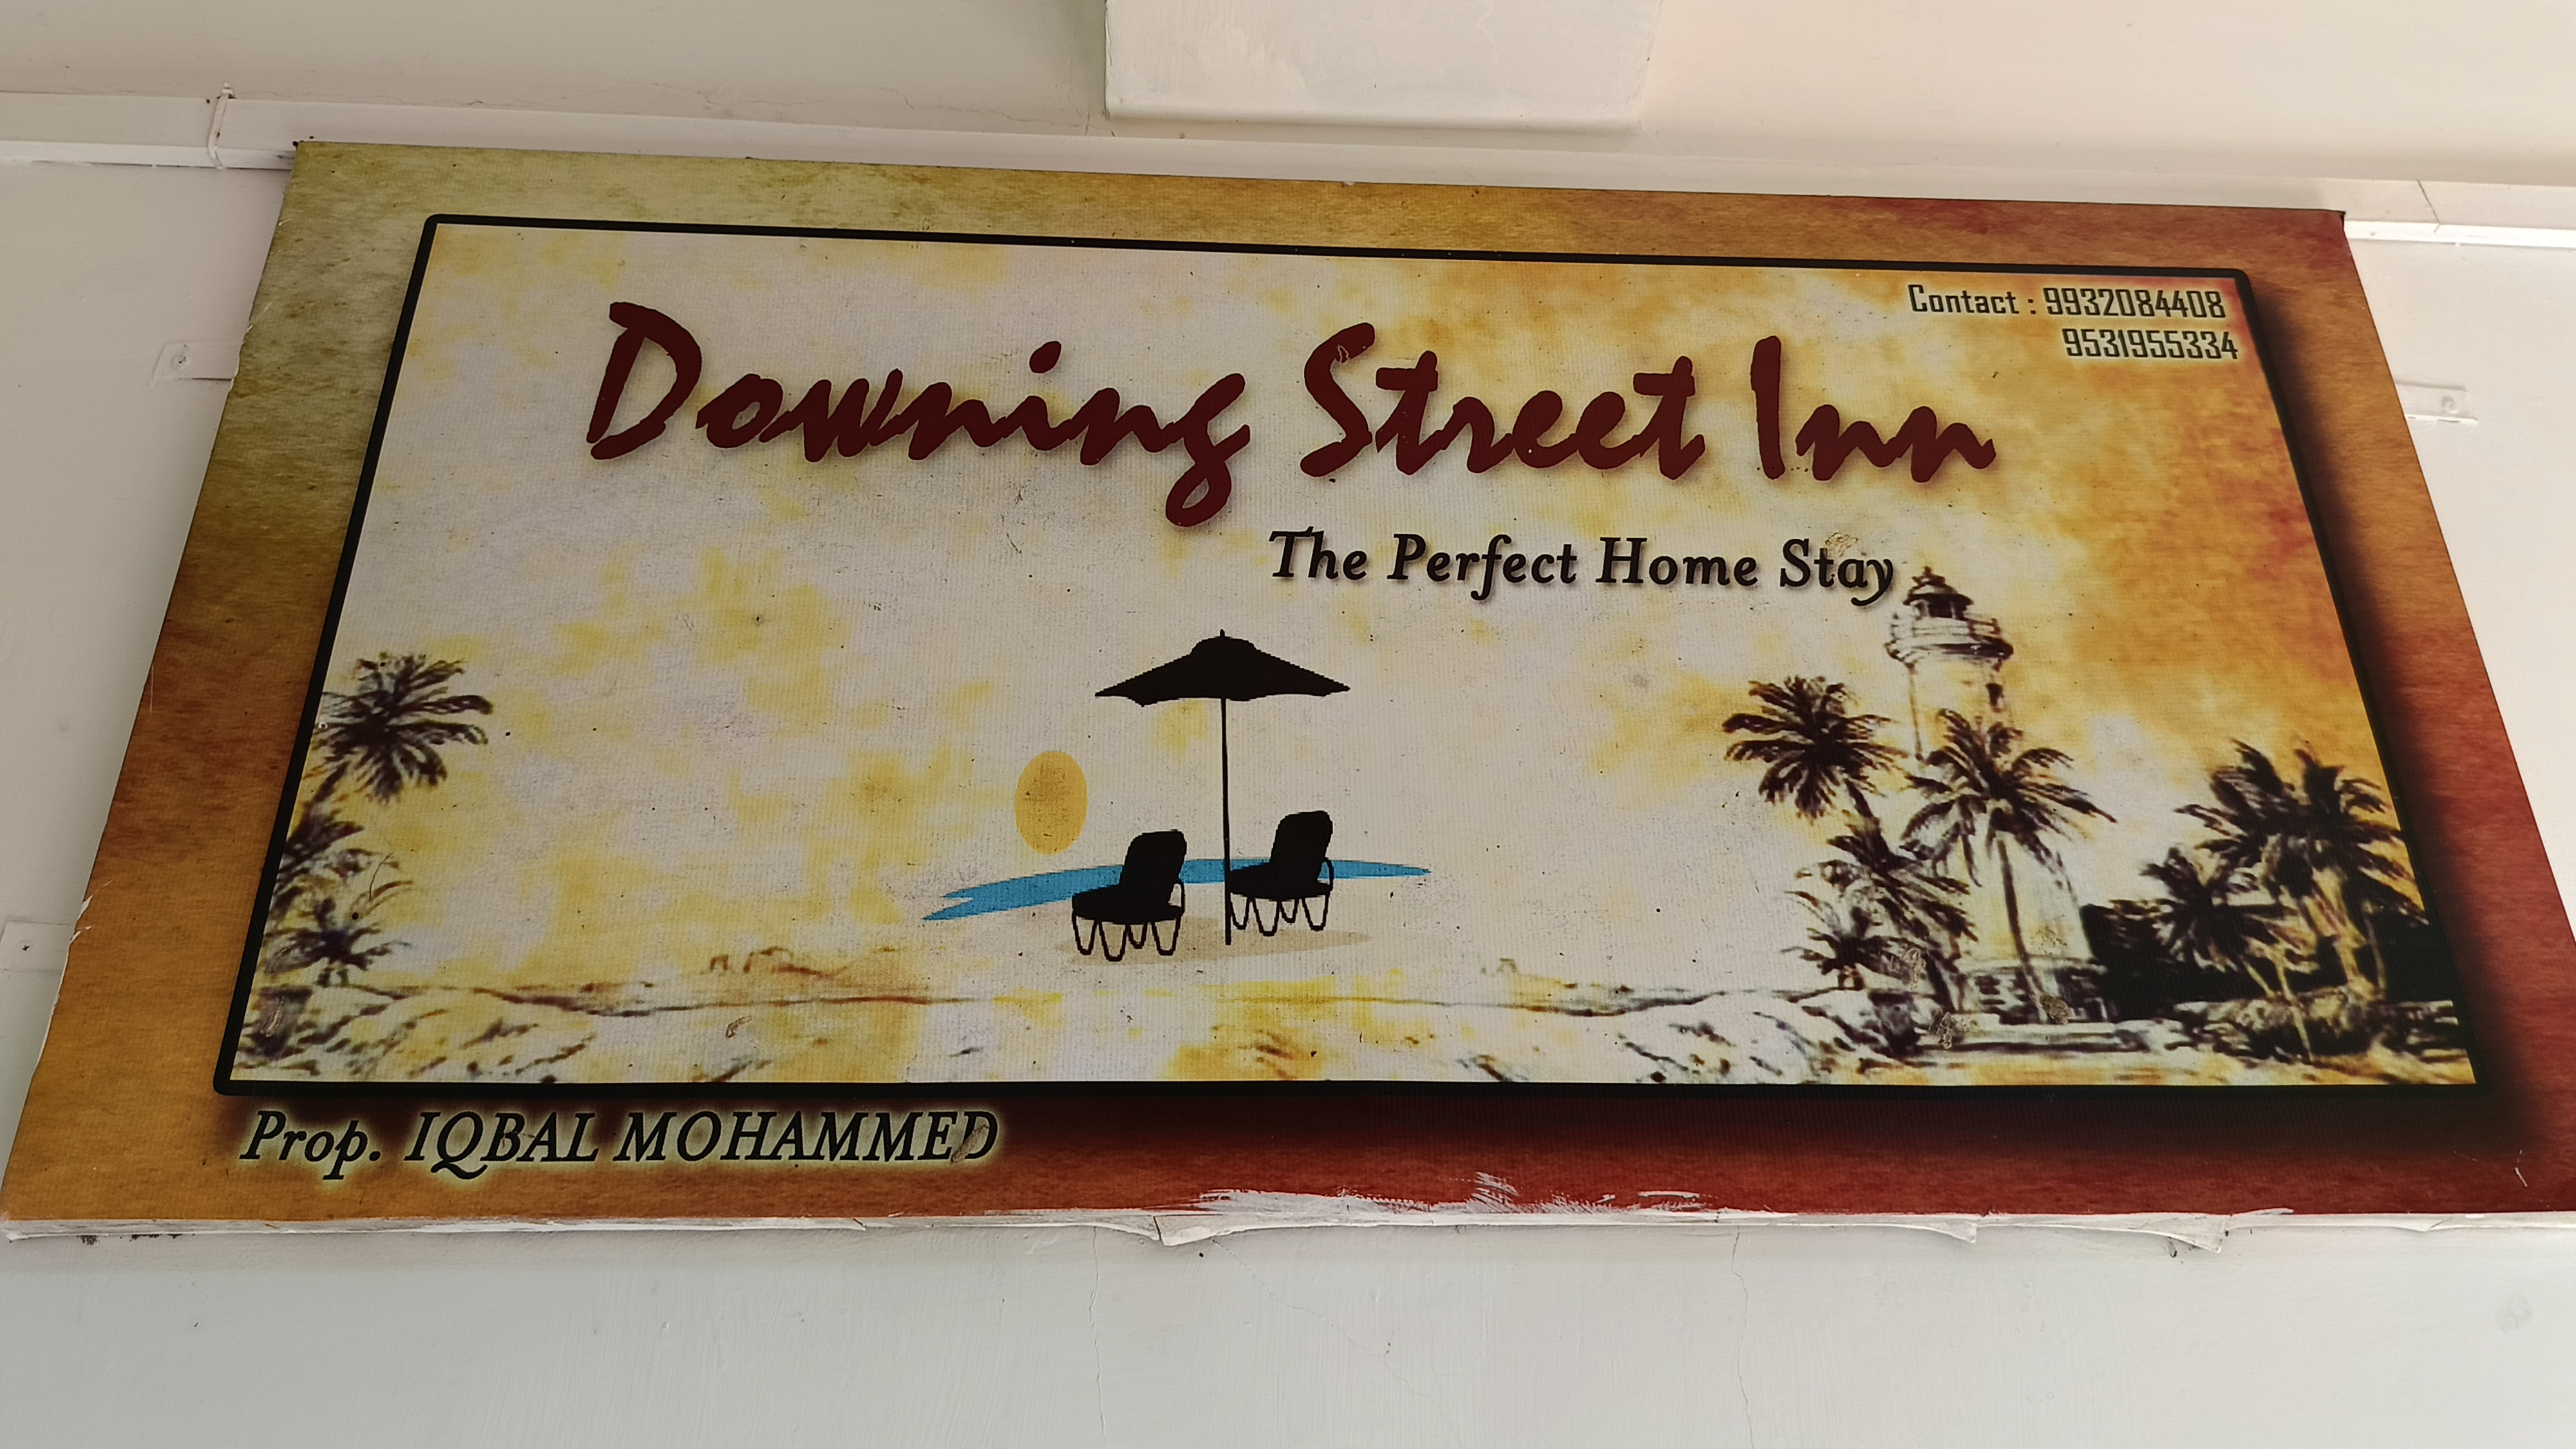 Contact : 9932084408
9531955334
Downing Street Inn
The Perfect Home Stay
Prop. IQBAL MOHAMMED